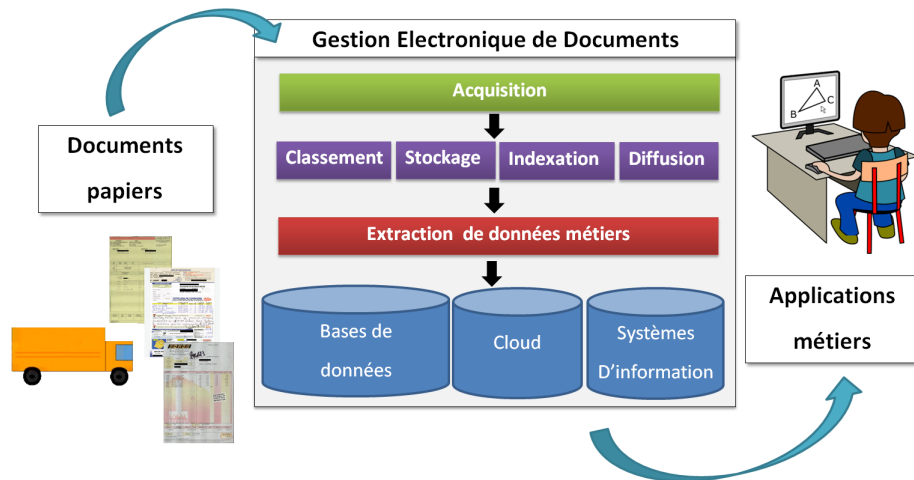 Gestion Electronique de Documents
Acquisition
Documents
papiers
Classement
Stockage
Indexation
Diffusion
Extraction de données métiers
Bases de
données
Cloud
Systèmes
D'information
A
B
C
Applications
métiers